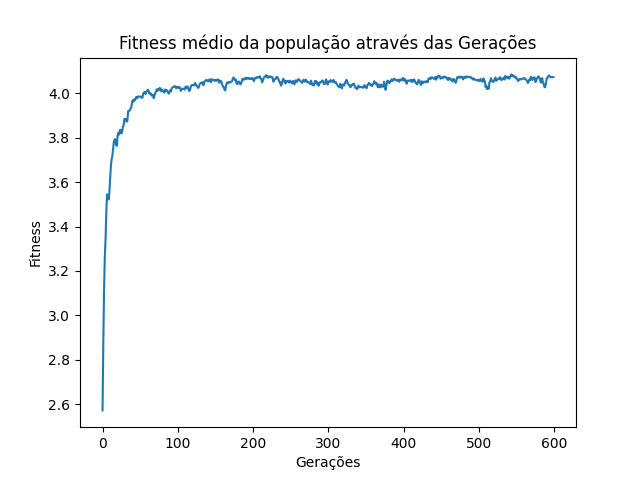 Fitness médio da população através das Gerações
4.0
3.8
3.6
3.4
3.2
3.0
2.8
2.6
Fitness
0 100 200 300 400 500 600
Gerações